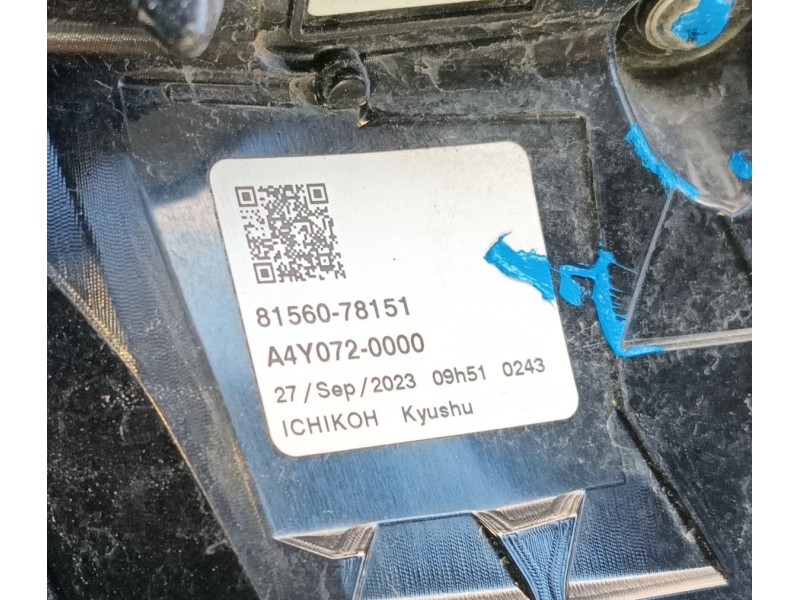 81560-78151
A4Y072-0000
27/Sep/2023 09h51 0243
ICHIKOH Kyushu